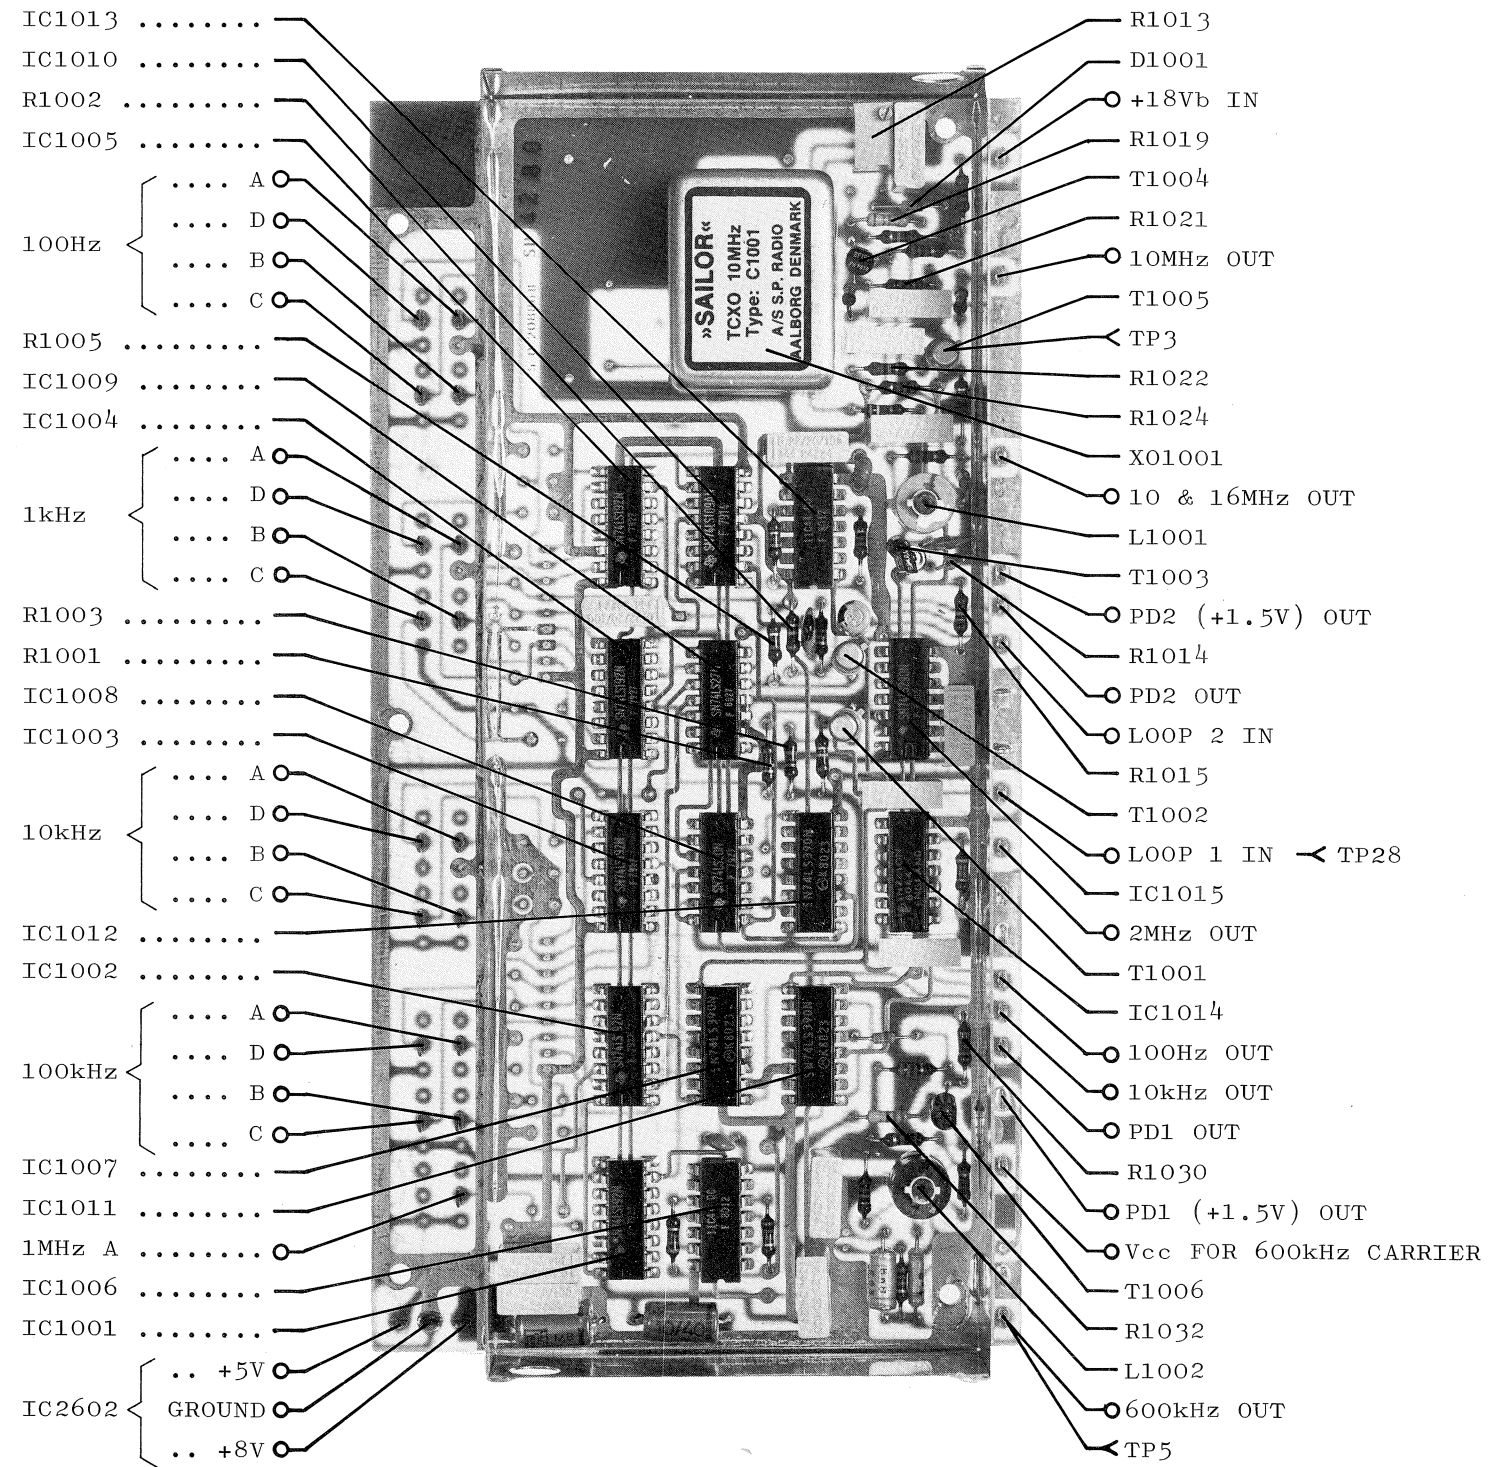 IC1013 ........
IC1010 ........
R1002 .........
IC1005 ........
100Hz
.... A
.... D
.... B
.... C
R1005 .........
IC1009 ........
IC1004 ........
1kHz
.... A
.... D
.... B
.... C
R1003 .........
R1001 .........
IC1008 ........
IC1003 ........
10kHz
.... A
.... D
.... B
.... C
IC1012 ........
IC1002 ........
100kHz
.... A
.... D
.... B
.... C
IC1007 ........
IC1011 ........
1MHz A ........
IC1006 ........
IC1001 ........
IC2602
.. +5V
GROUND
.. +8V
»SAILOR«
TCXO 10MHz
Type: C1001
A/S S.P. RADIO
AALBORG DENMARK
R1013
D1001
+18Vb IN
R1019
T1004
R1021
10MHz OUT
T1005
TP3
R1022
R1024
XO1001
10 & 16MHz OUT
L1001
T1003
PD2 (+1.5V) OUT
R1014
PD2 OUT
LOOP 2 IN
R1015
T1002
LOOP 1 IN TP28
IC1015
2MHz OUT
T1001
IC1014
100Hz OUT
10kHz OUT
PD1 OUT
R1030
PD1 (+1.5V) OUT
Vcc FOR 600kHz CARRIER
T1006
R1032
L1002
600kHz OUT
TP5